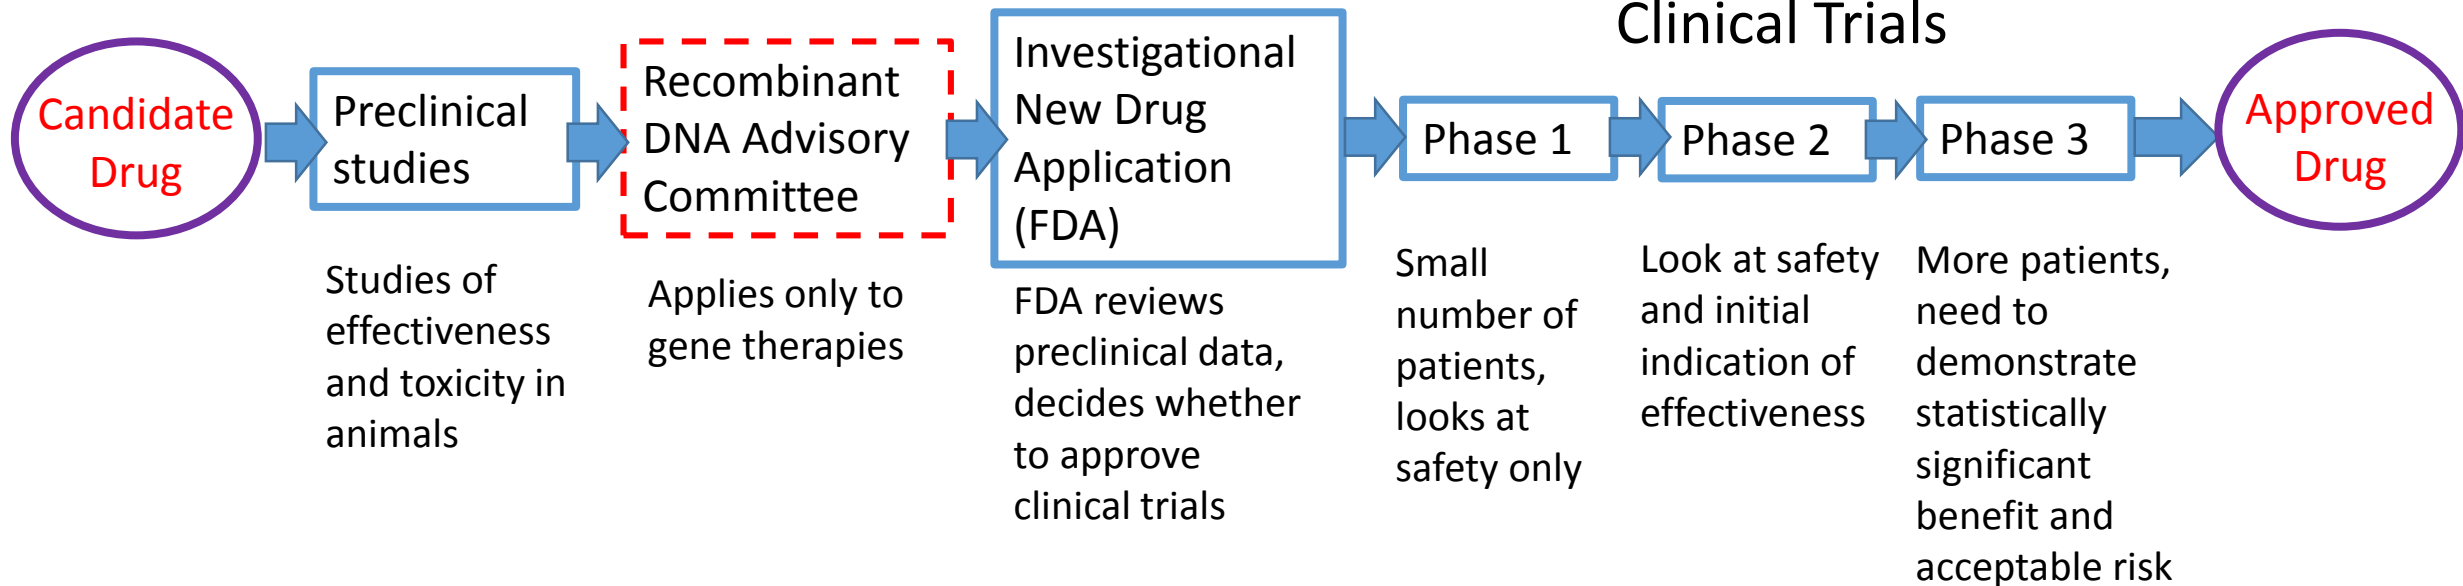 Clinical Trials
Candidate
Drug
Preclinical
studies
Recombinant
DNA Advisory
Committee
Investigational
New Drug
Application
(FDA)
Phase 1
Phase 2
Phase 3
Approved
Drug
Studies of
effectiveness
and toxicity in
animals
Applies only to
gene therapies
FDA reviews
preclinical data,
decides whether
to approve
clinical trials
Small
number of
patients,
looks at
safety only
Look at safety
and initial
indication of
effectiveness
More patients,
need to
demonstrate
statistically
significant
benefit and
acceptable risk